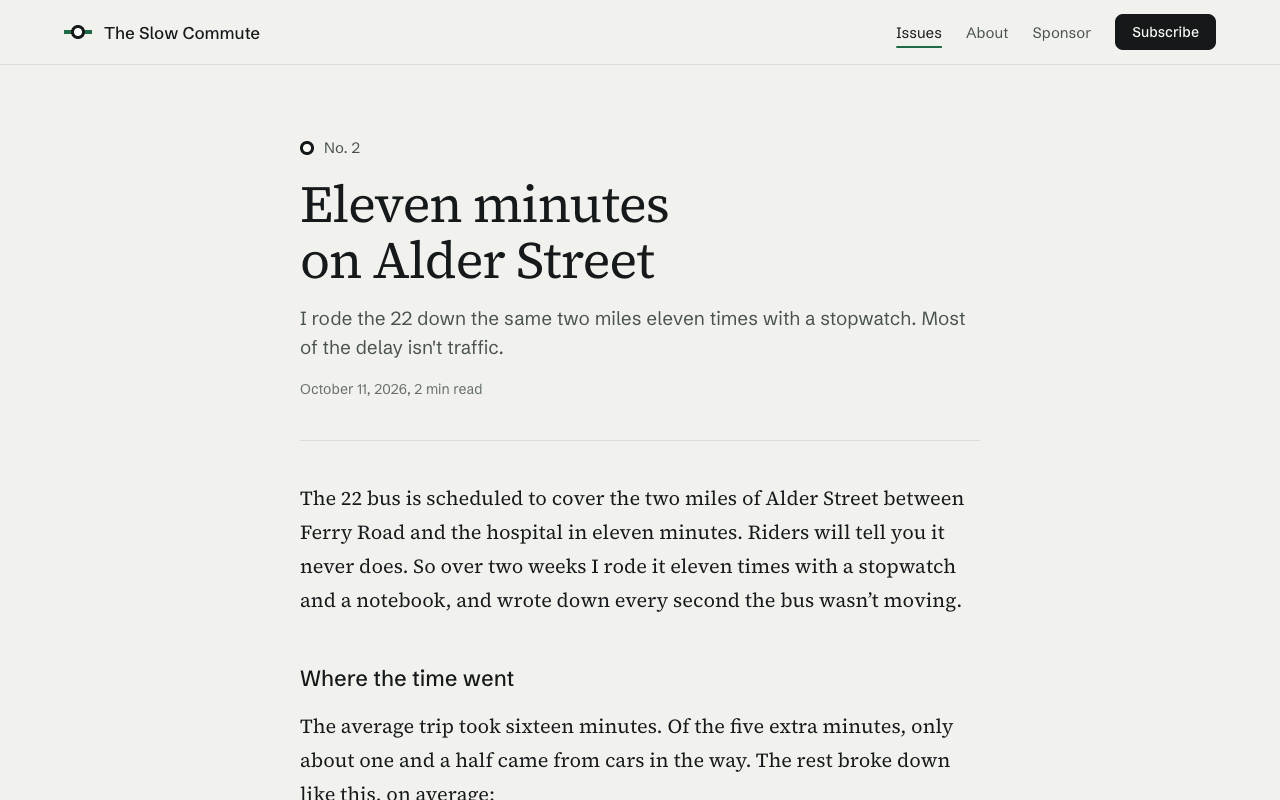 The Slow Commute
Issues
About
Sponsor
Subscribe
No. 2
Eleven minutes
on Alder Street
I rode the 22 down the same two miles eleven times with a stopwatch. Most
of the delay isn't traffic.
October 11, 2026, 2 min read
The 22 bus is scheduled to cover the two miles of Alder Street between
Ferry Road and the hospital in eleven minutes. Riders will tell you it
never does. So over two weeks I rode it eleven times with a stopwatch
and a notebook, and wrote down every second the bus wasn’t moving.
Where the time went
The average trip took sixteen minutes. Of the five extra minutes, only
about one and a half came from cars in the way. The rest broke down
like this, on average: